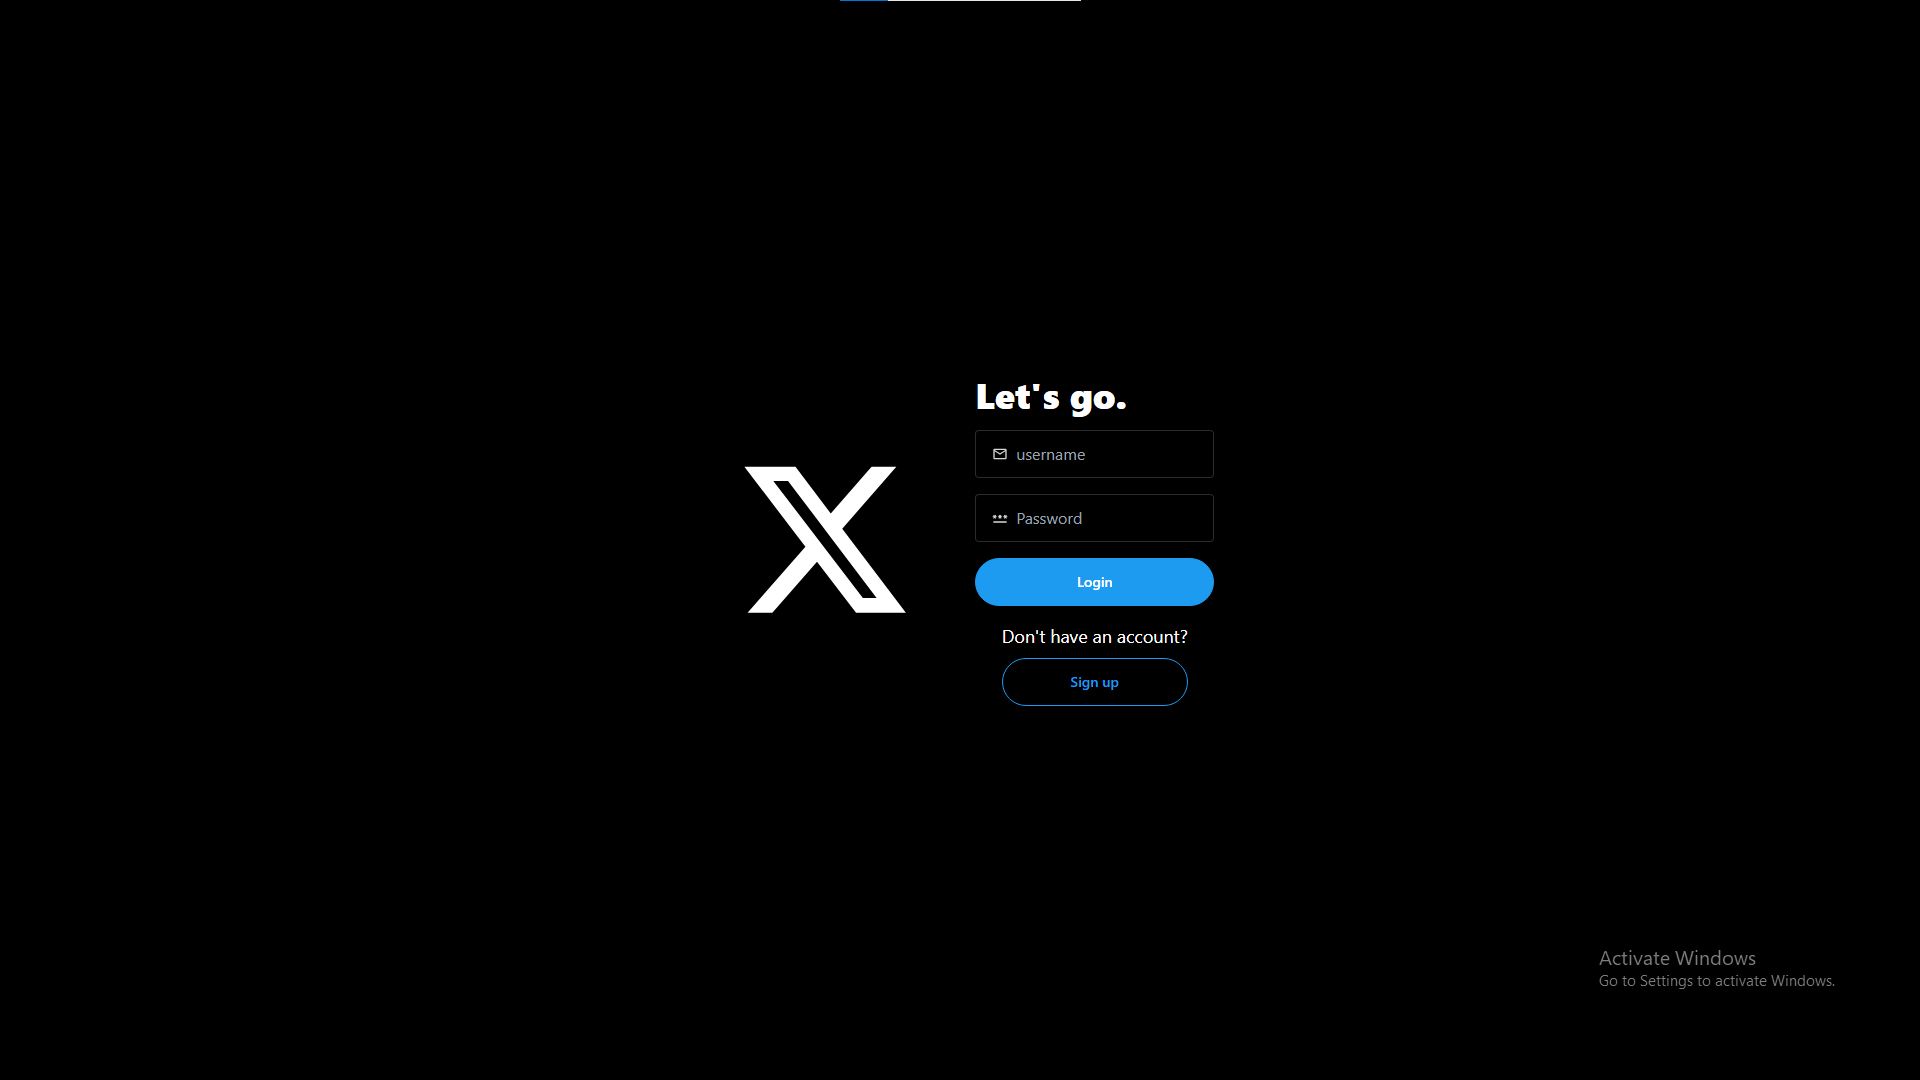 Let's go.
username
Password
Login
Don't have an account?
Sign up
Activate Windows
Go to Settings to activate Windows.